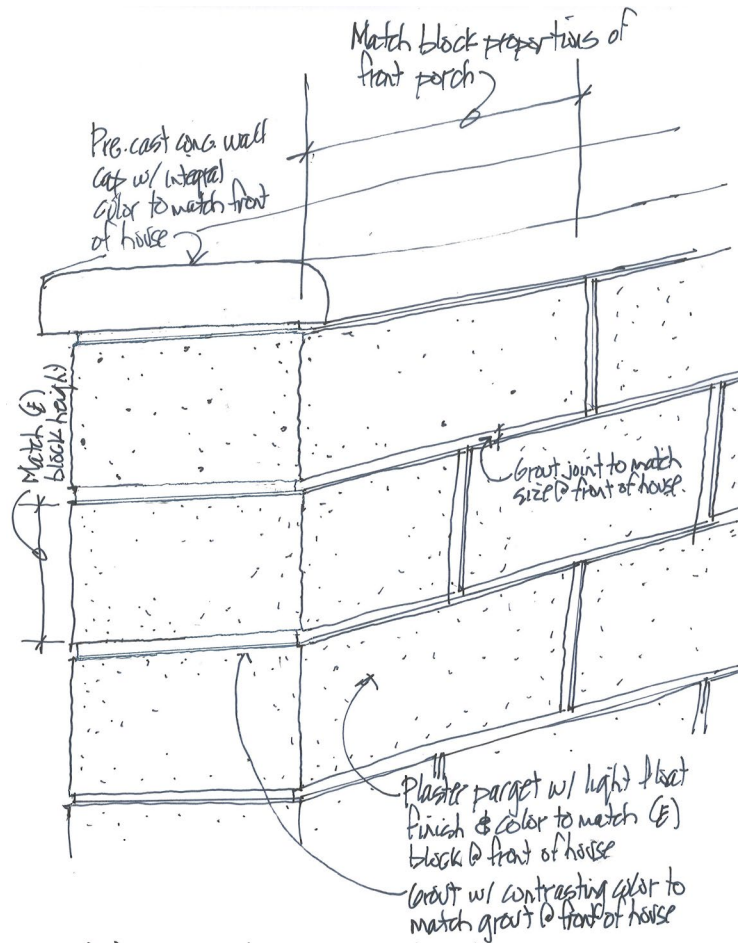 Match block proportions of
front porch
Pre-cast conc. wall
cap w/ integral
color to match front
of house
Match (E)
block height
Grout joint to match
size @ front of house.
Plaster parget w/ light float
finish & color to match (E)
block @ front of house
Grout w/ contrasting color to
match grout @ front of house